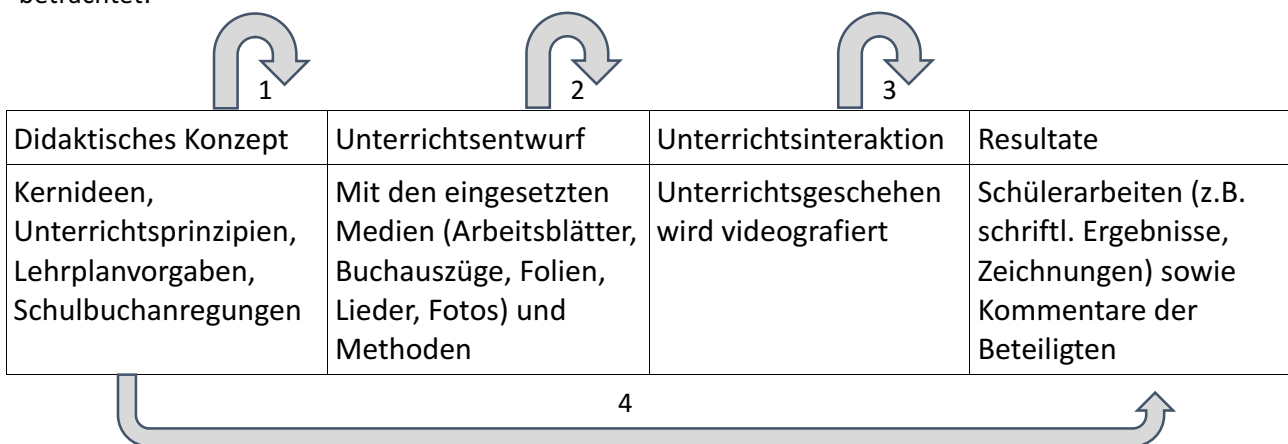 betrachtet:
1
2
3
Didaktisches Konzept
Unterrichtsentwurf
Unterrichtsinteraktion
Resultate
Kernideen,
Unterrichtsprinzipien,
Lehrplanvorgaben,
Schulbuchanregungen
Mit den eingesetzten
Medien (Arbeitsblätter,
Buchauszüge, Folien,
Lieder, Fotos) und
Methoden
Unterrichtsgeschehen
wird videografiert
Schülerarbeiten (z.B.
schriftl. Ergebnisse,
Zeichnungen) sowie
Kommentare der
Beteiligten
4